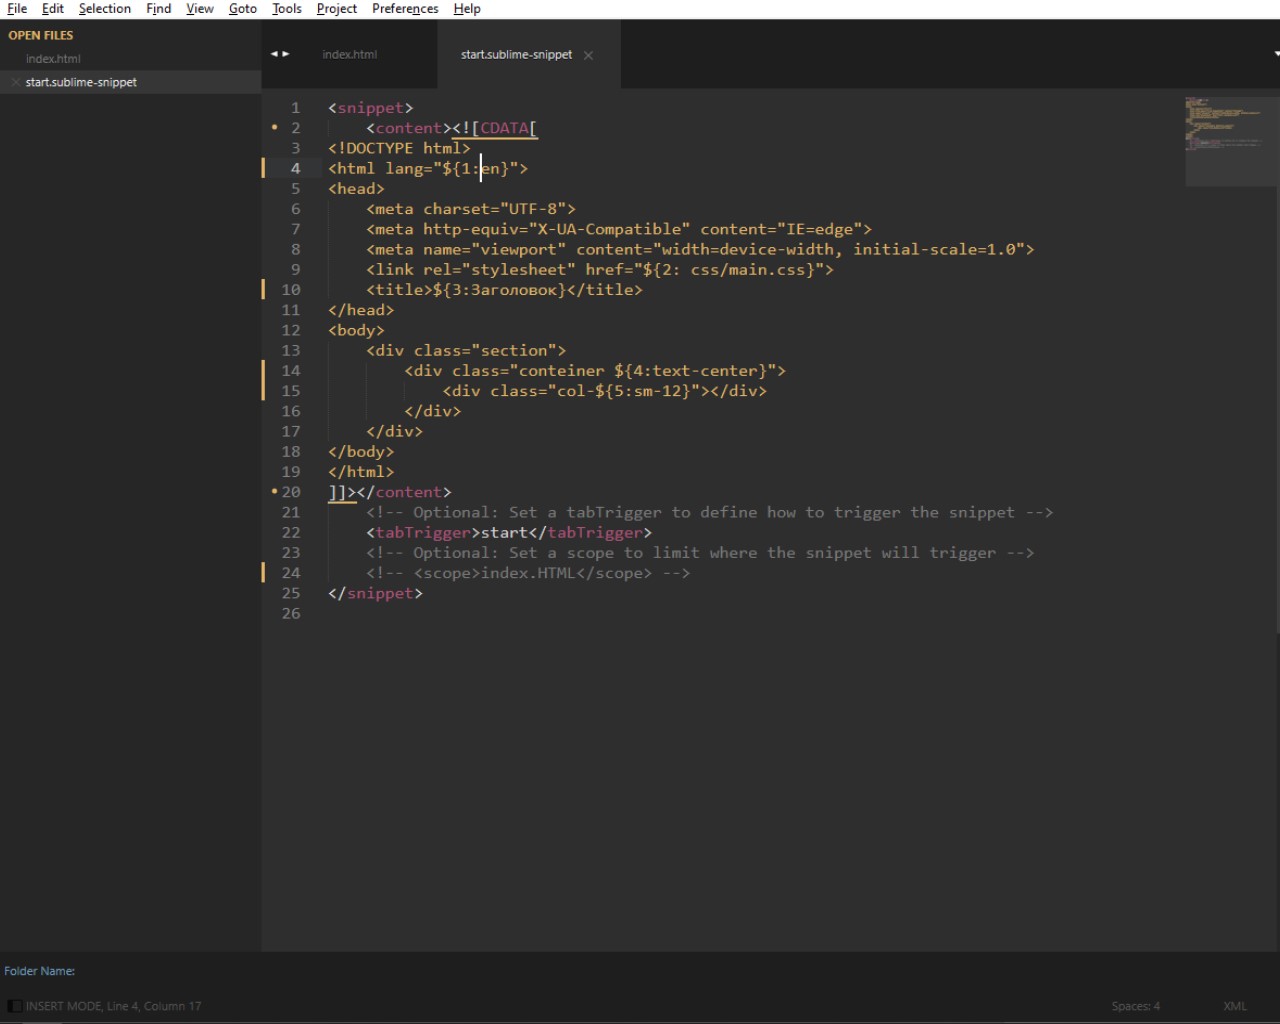 File Edit Selection Find View Goto Tools Project Preferences Help
OPEN FILES
index.html
start.sublime-snippet
index.html
start.sublime-snippet
1 <snippet>
2 <content><![CDATA[
3 <!DOCTYPE html>
4 <html lang="${1:en}">
5 <head>
6 <meta charset="UTF-8">
7 <meta http-equiv="X-UA-Compatible" content="IE=edge">
8 <meta name="viewport" content="width=device-width, initial-scale=1.0">
9 <link rel="stylesheet" href="${2: css/main.css}">
10 <title>${3:Заголовок}</title>
11 </head>
12 <body>
13 <div class="section">
14 <div class="conteiner ${4:text-center}">
15 <div class="col-${5:sm-12}"></div>
16 </div>
17 </div>
18 </body>
19 </html>
20 ]]></content>
21 <!-- Optional: Set a tabTrigger to define how to trigger the snippet -->
22 <tabTrigger>start</tabTrigger>
23 <!-- Optional: Set a scope to limit where the snippet will trigger -->
24 <!-- <scope>index.HTML</scope> -->
25 </snippet>
26
Folder Name:
INSERT MODE, Line 4, Column 17
Spaces: 4
XML